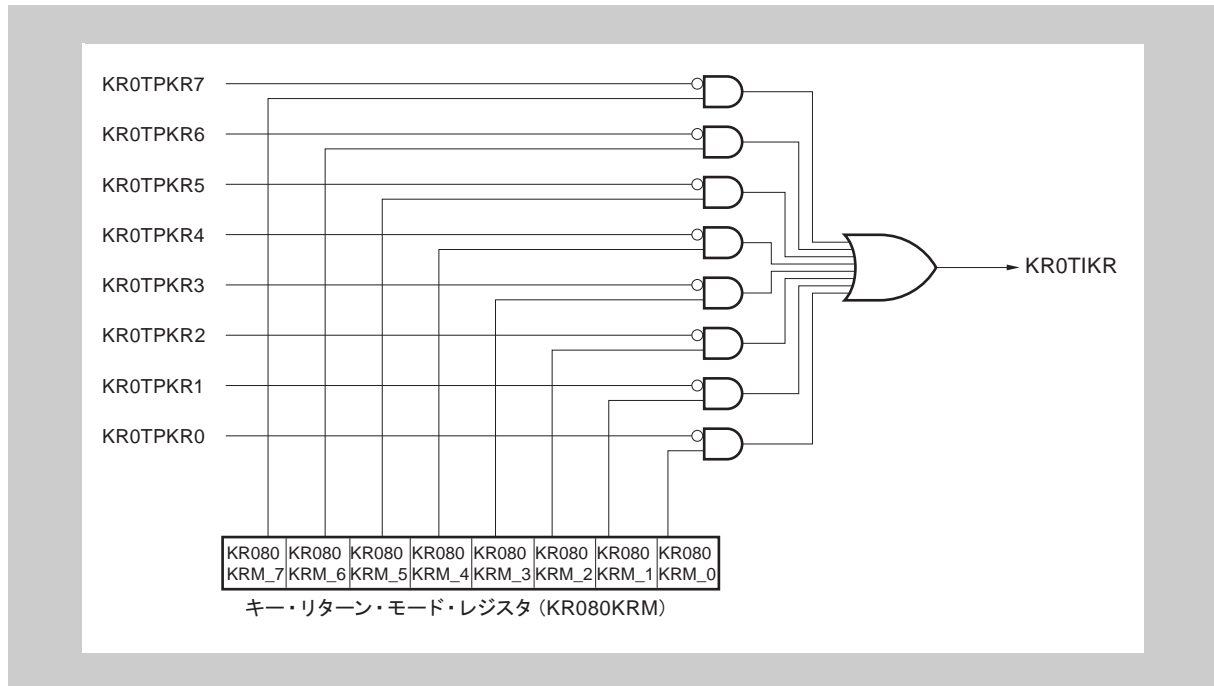 KR0TPKR7
KR0TPKR6
KR0TPKR5
KR0TPKR4
KR0TPKR3
KR0TPKR2
KR0TPKR1
KR0TPKR0
KR0TIKR
KR080 KR080 KR080 KR080 KR080 KR080 KR080 KR080
KRM_7 KRM_6 KRM_5 KRM_4 KRM_3 KRM_2 KRM_1 KRM_0
キー・リターン・モード・レジスタ（KR080KRM）